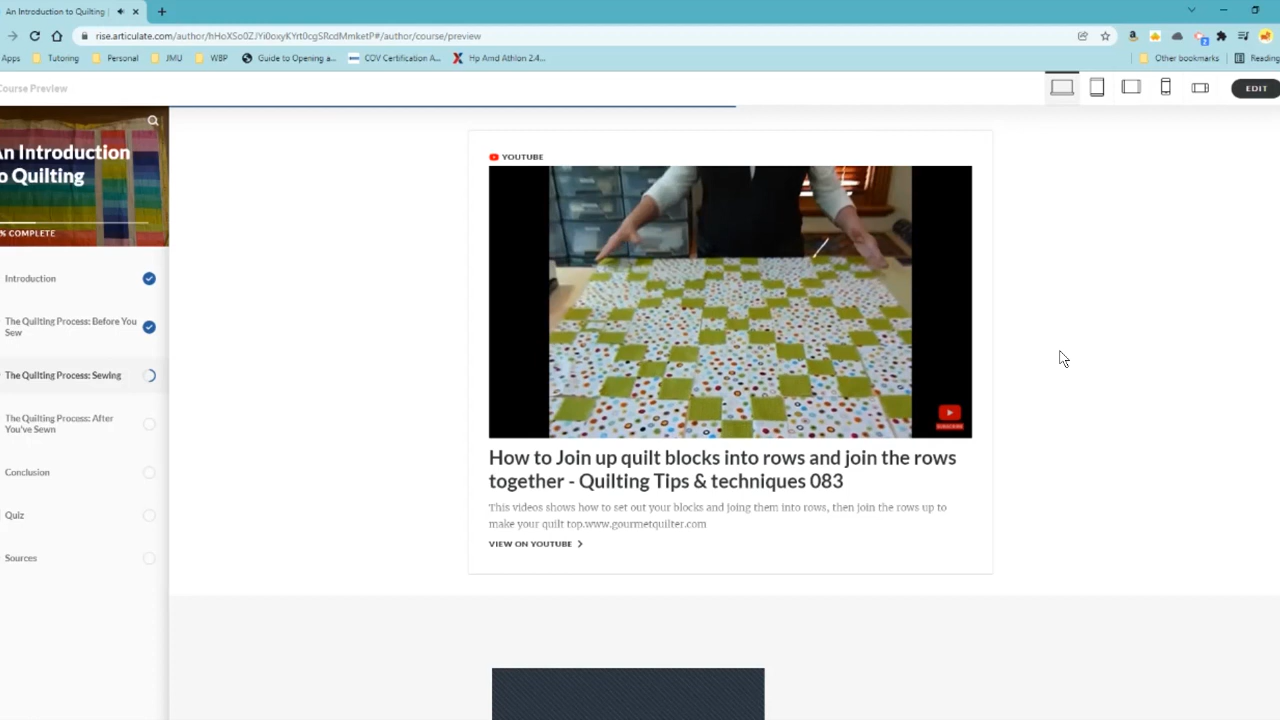 An Introduction to Quilting
rise.articulate.com/author/
/author/course/preview
Apps Tutoring Personal JMU WBP Guide to Opening a... COV Certification A... Hp Amd Athlon 2.4... Other bookmarks Reading
Course Preview
EDIT
An Introduction
o Quilting
% COMPLETE
Introduction
The Quilting Process: Before You
Sew
The Quilting Process: Sewing
The Quilting Process: After
You've Sewn
Conclusion
Quiz
Sources
YOUTUBE
SUBSCRIBE
How to Join up quilt blocks into rows and join the rows
together - Quilting Tips & techniques 083
This videos shows how to set out your blocks and joing them into rows, then join the rows up to
make your quilt top.www.gourmetquilter.com
VIEW ON YOUTUBE